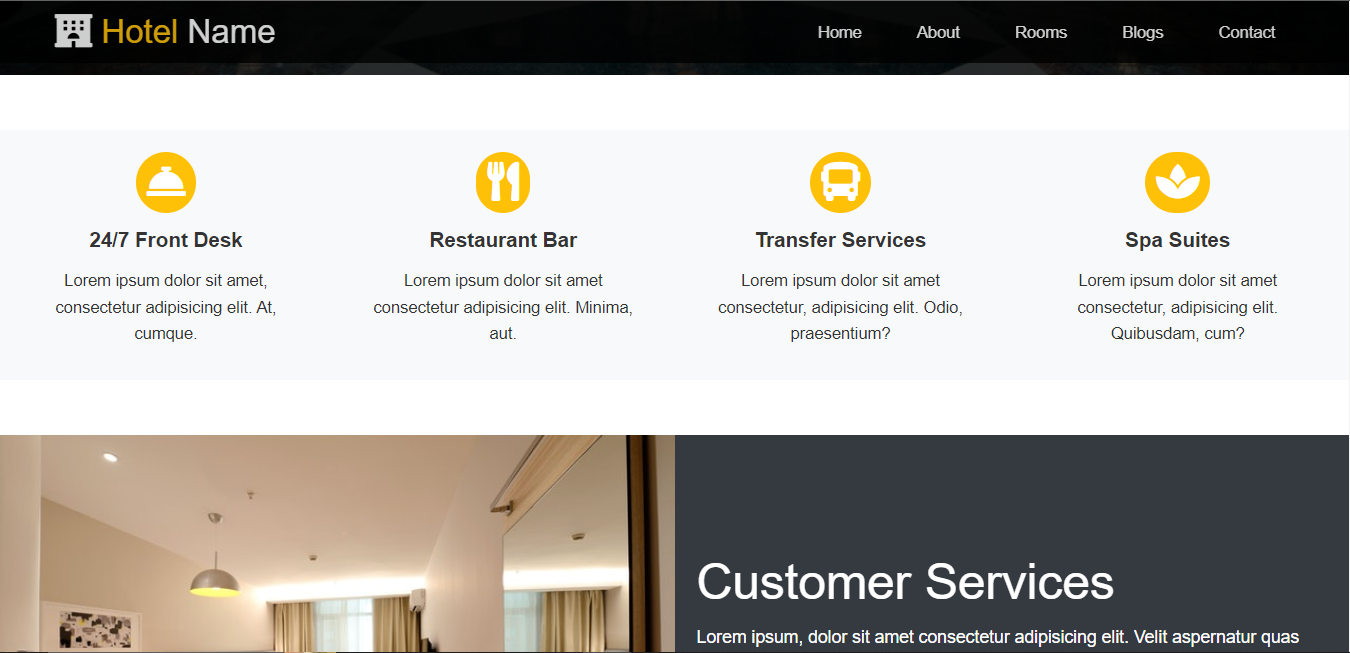 Hotel Name
Home About Rooms Blogs Contact
24/7 Front Desk
Lorem ipsum dolor sit amet,
consectetur adipisicing elit. At,
cumque.
Restaurant Bar
Lorem ipsum dolor sit amet
consectetur adipisicing elit. Minima,
aut.
Transfer Services
Lorem ipsum dolor sit amet
consectetur, adipisicing elit. Odio,
praesentium?
Spa Suites
Lorem ipsum dolor sit amet
consectetur, adipisicing elit.
Quibusdam, cum?
Customer Services
Lorem ipsum, dolor sit amet consectetur adipisicing elit. Velit aspernatur quas